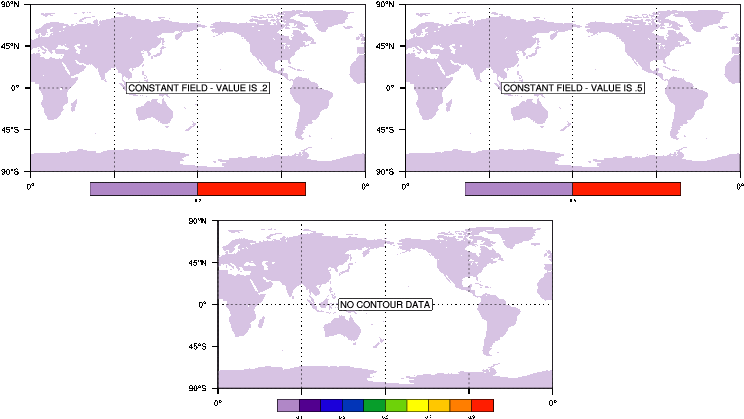 90°N 90°N
45°N 45°N
0° CONSTANT FIELD - VALUE IS .2 0° CONSTANT FIELD - VALUE IS .5
45°S 45°S
90°S 90°S
0° 0° 0° 0°
90°N
45°N
0° NO CONTOUR DATA
45°S
90°S
0° 0°